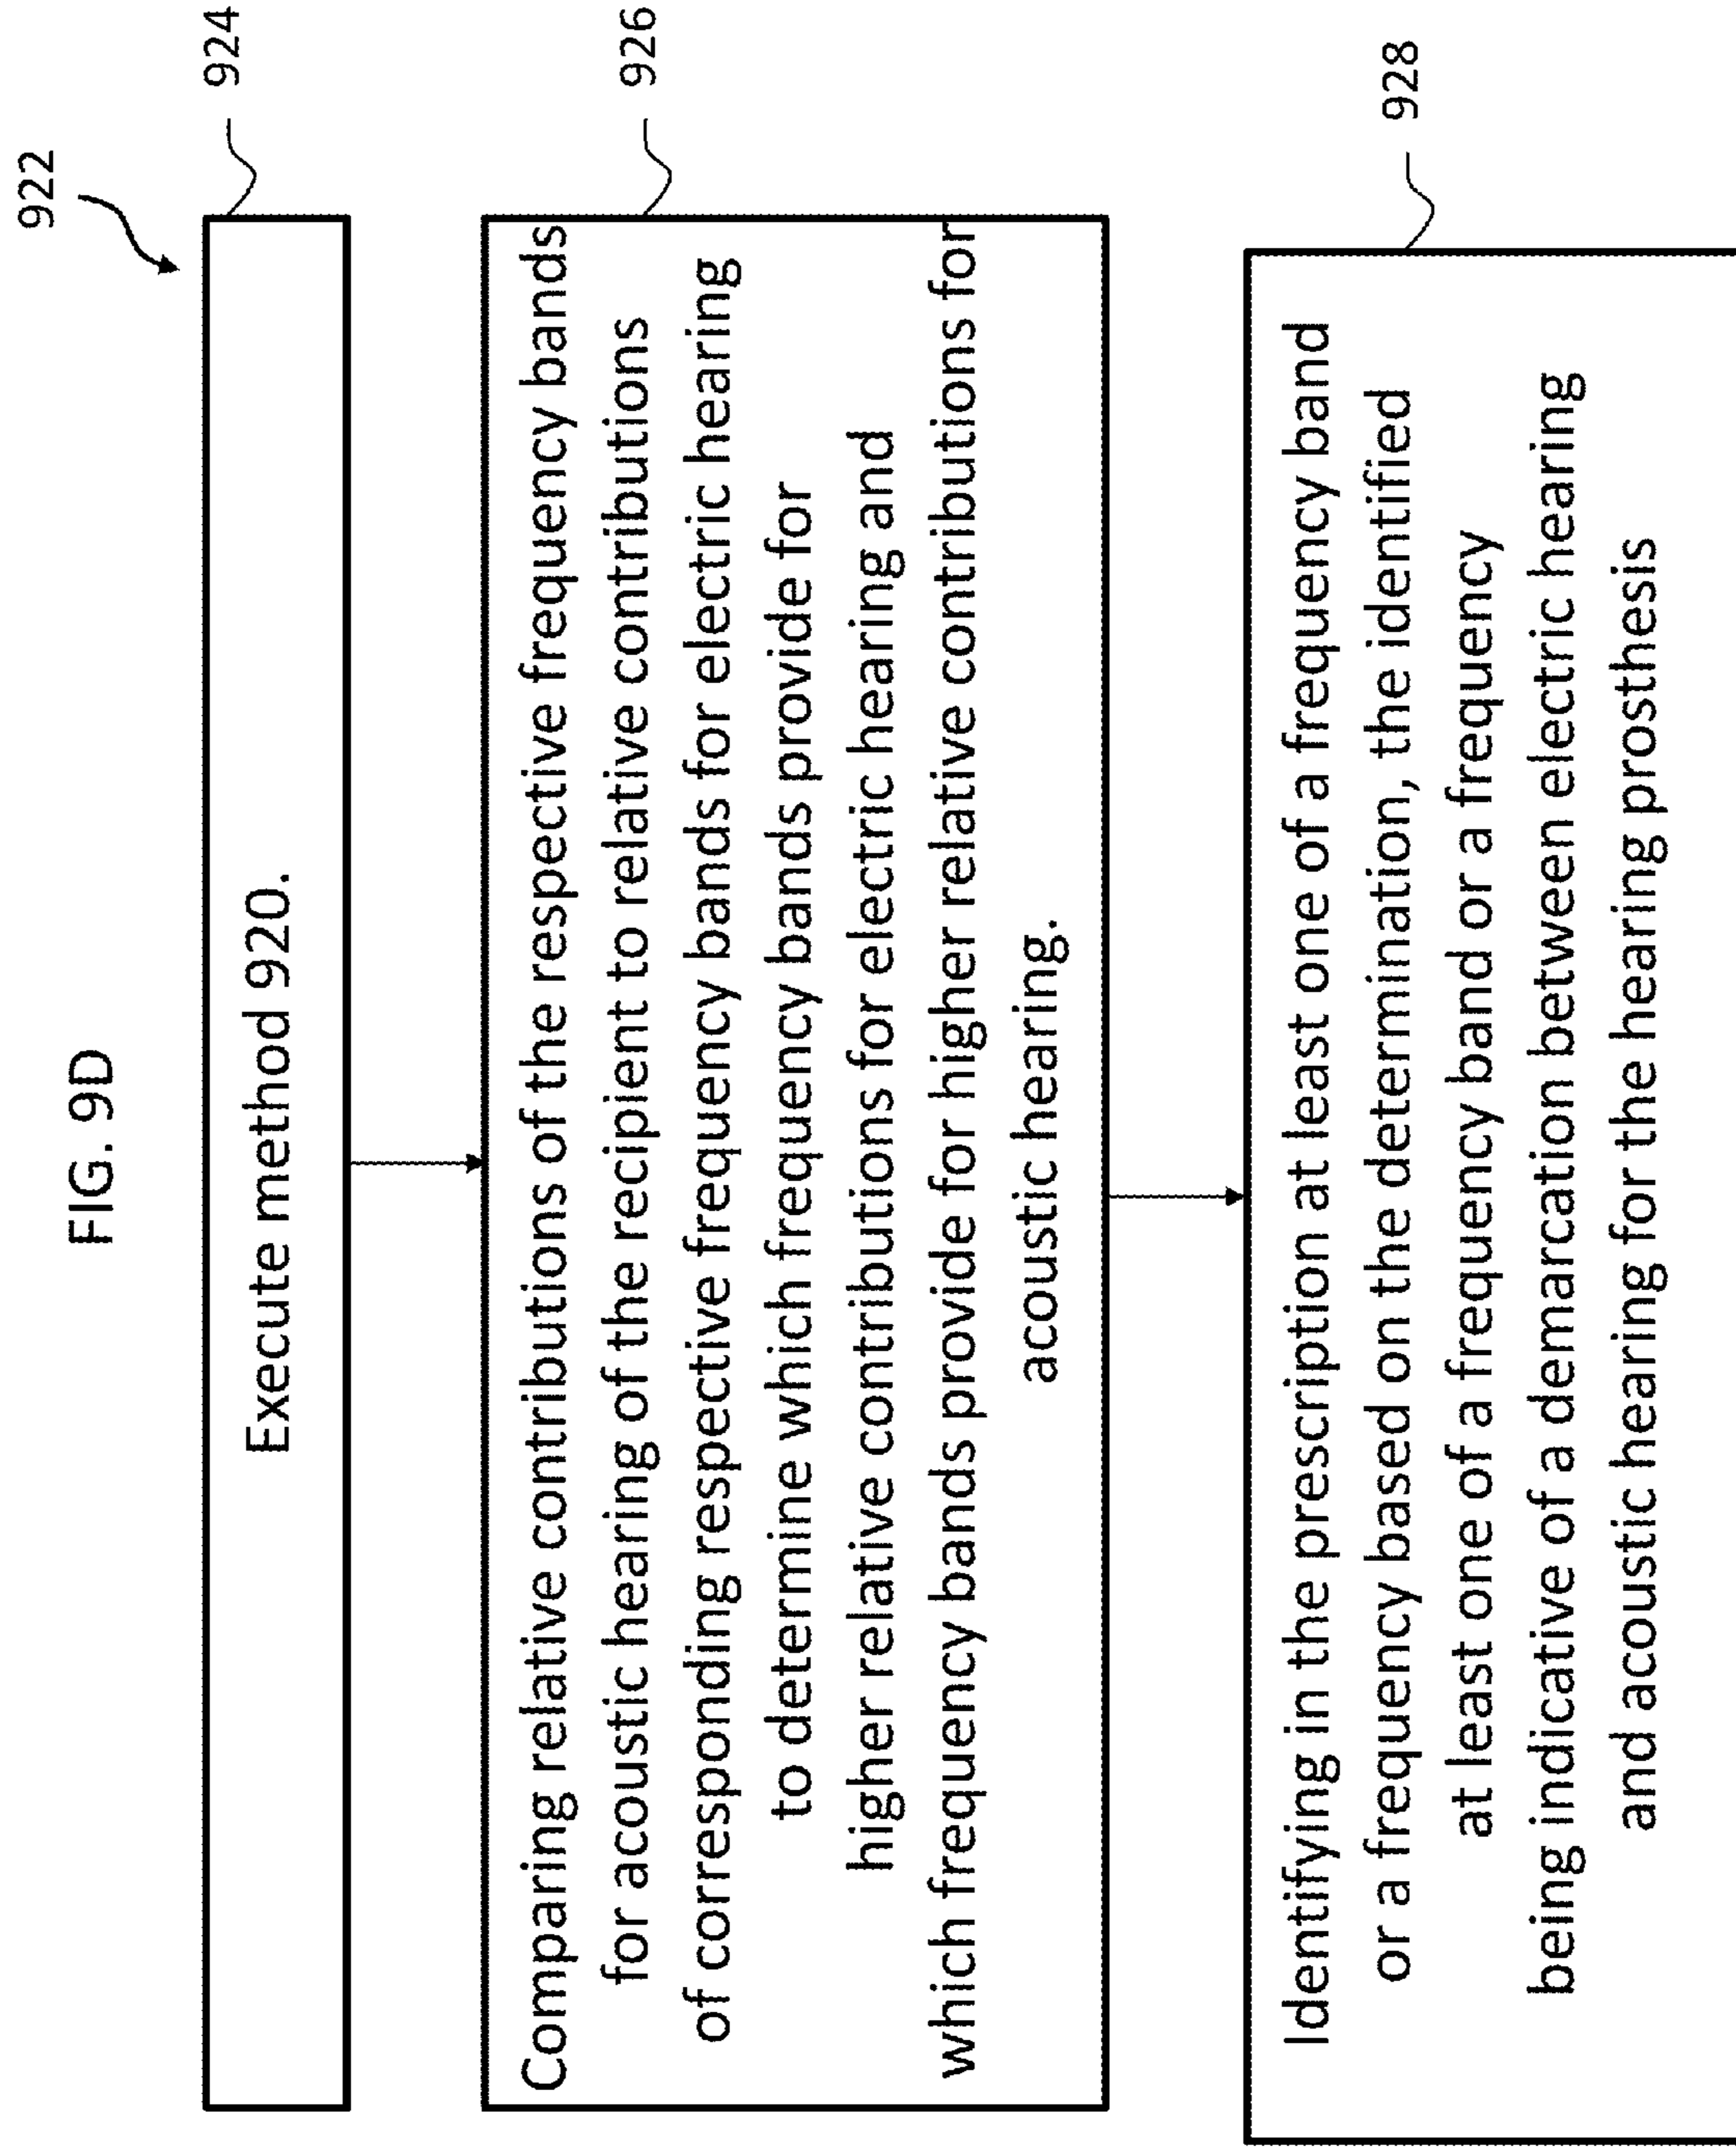 FIG. 9D
922
Execute method 920.
924
Comparing relative contributions of the respective frequency bands
for acoustic hearing of the recipient to relative contributions
of corresponding respective frequency bands for electric hearing
to determine which frequency bands provide for
higher relative contributions for electric hearing and
which frequency bands provide for higher relative contributions for
acoustic hearing.
926
Identifying in the prescription at least one of a frequency band
or a frequency based on the determination, the identified
at least one of a frequency band or a frequency
being indicative of a demarcation between electric hearing
and acoustic hearing for the hearing prosthesis
928